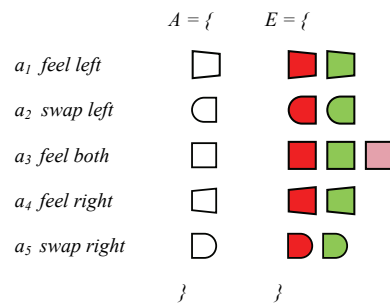 A = { E = {
a₁ feel left
a₂ swap left
a₃ feel both
a₄ feel right
a₅ swap right
} }